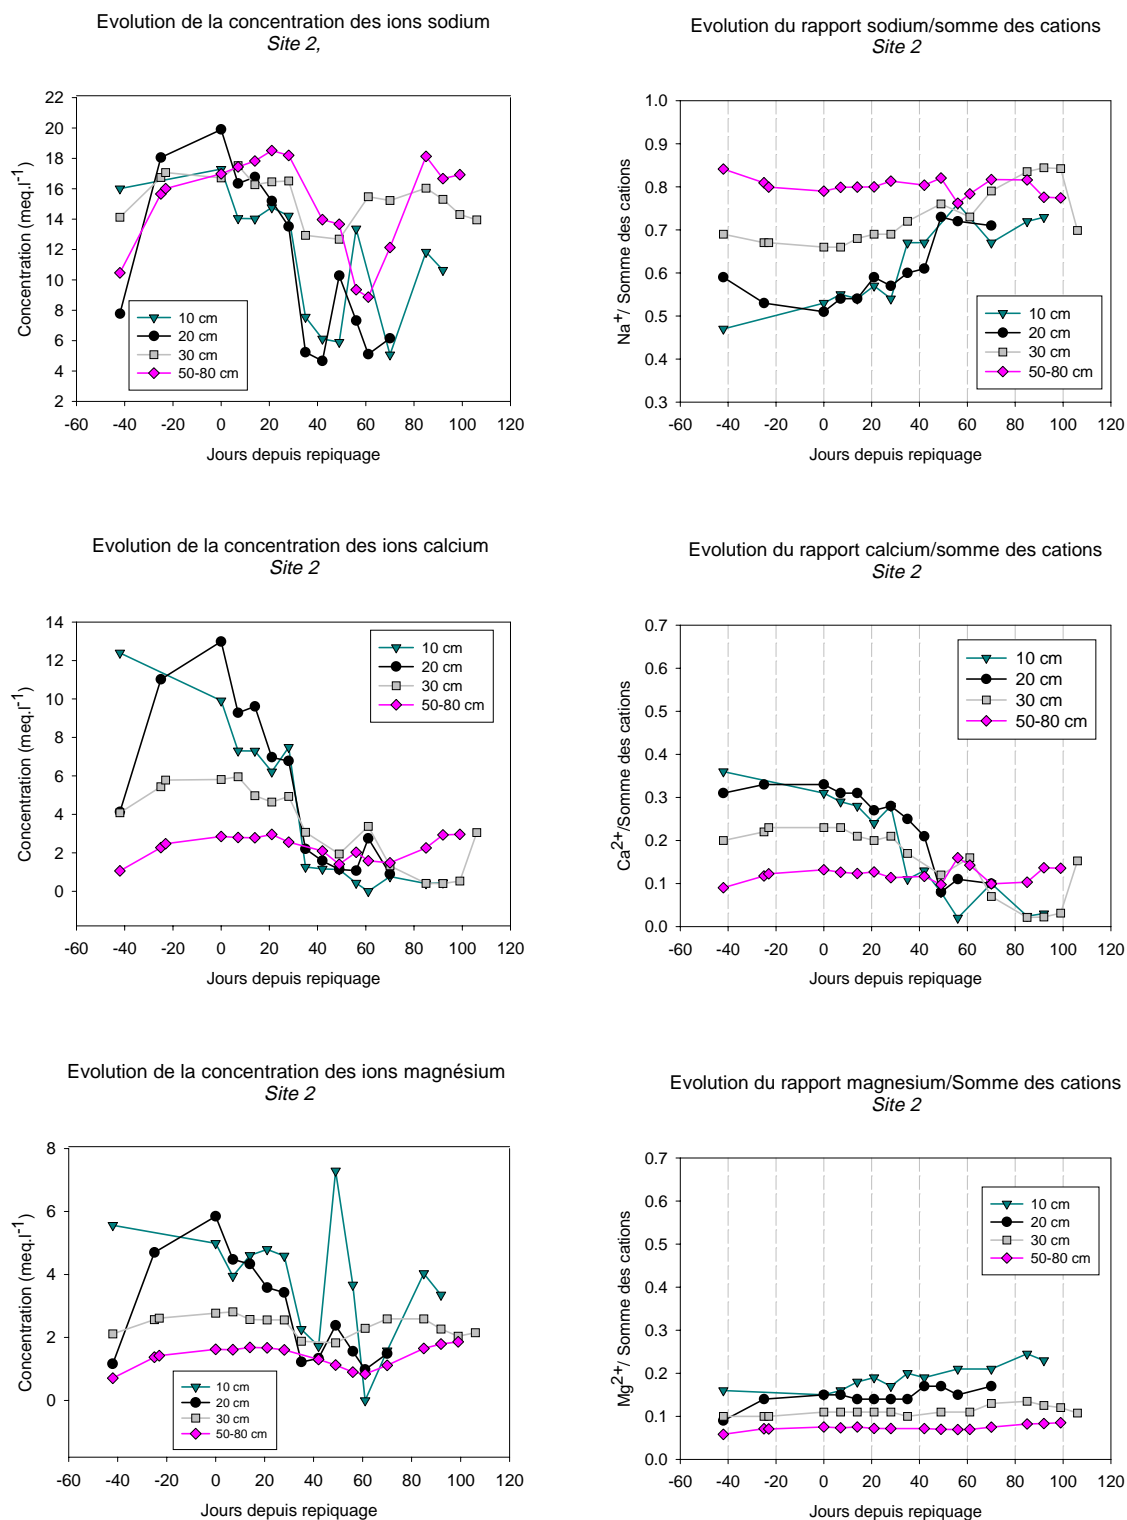 Evolution de la concentration des ions sodium
Site 2,
Concentration (meq.l-1)
22
20
18
16
14
12
10
8
6
4
2
10 cm
20 cm
30 cm
50-80 cm
-60 -40 -20 0 20 40 60 80 100 120
Jours depuis repiquage
Evolution du rapport sodium/somme des cations
Site 2
Na+/ Somme des cations
1.0
0.9
0.8
0.7
0.6
0.5
0.4
0.3
10 cm
20 cm
30 cm
50-80 cm
-60 -40 -20 0 20 40 60 80 100 120
Jours depuis repiquage
Evolution de la concentration des ions calcium
Site 2
Concentration (meq.l-1)
14
12
10
8
6
4
2
0
10 cm
20 cm
30 cm
50-80 cm
-60 -40 -20 0 20 40 60 80 100 120
Jours depuis repiquage
Evolution du rapport calcium/somme des cations
Site 2
Ca2+/Somme des cations
0.7
0.6
0.5
0.4
0.3
0.2
0.1
0.0
10 cm
20 cm
30 cm
50-80 cm
-60 -40 -20 0 20 40 60 80 100 120
Jours depuis repiquage
Evolution de la concentration des ions magnésium
Site 2
Concentration (meq.l-1)
8
6
4
2
0
10 cm
20 cm
30 cm
50-80 cm
-60 -40 -20 0 20 40 60 80 100 120
Jours depuis repiquage
Evolution du rapport magnesium/Somme des cations
Site 2
Mg2+/ Somme des cations
0.7
0.6
0.5
0.4
0.3
0.2
0.1
0.0
10 cm
20 cm
30 cm
50-80 cm
-60 -40 -20 0 20 40 60 80 100 120
Jours depuis repiquage